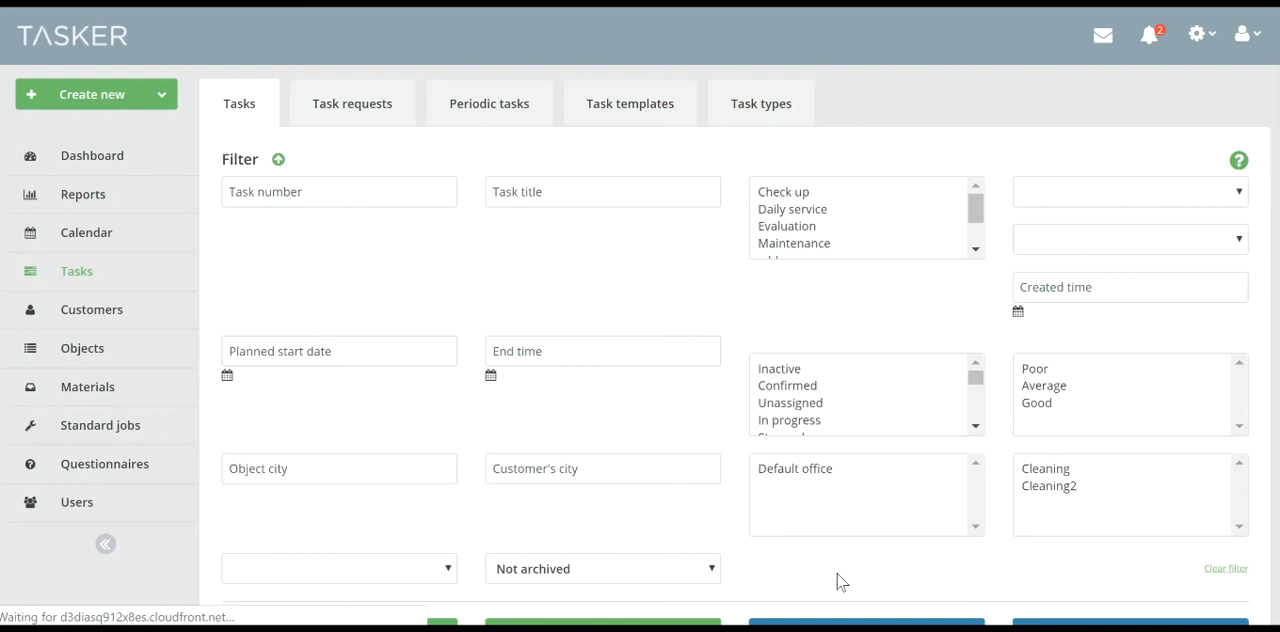 TASKER
2
Create new
Tasks
Task requests
Periodic tasks
Task templates
Task types
Dashboard
Reports
Calendar
Tasks
Customers
Objects
Materials
Standard jobs
Questionnaires
Users
Filter
?
Task number
Task title
Check up
Daily service
Evaluation
Maintenance
Created time
Planned start date
End time
Inactive
Confirmed
Unassigned
In progress
Poor
Average
Good
Object city
Customer's city
Default office
Cleaning
Cleaning2
Not archived
Clear filter
Waiting for d3diasq912x8es.cloudfront.net...